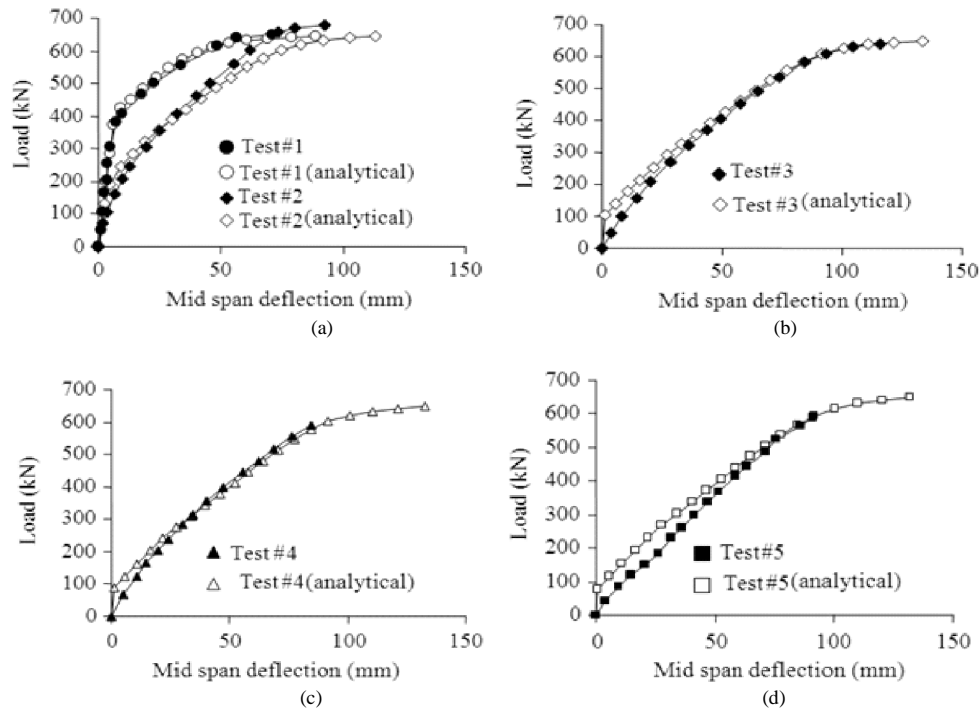 700
600
500
400
300
200
100
0
Load (kN)
Test#1
Test#1(analytical)
Test#2
Test#2(analytical)
0 50 100 150
Mid span deflection (mm)
(a)
700
600
500
400
300
200
100
0
Load (kN)
Test#3
Test #3(analytical)
0 50 100 150
Mid span deflection (mm)
(b)
700
600
500
400
300
200
100
0
Load (kN)
Test#4
Test#4(analytical)
0 50 100 150
Mid span deflection (mm)
(c)
700
600
500
400
300
200
100
0
Load (kN)
Test#5
Test#5(analytical)
0 50 100 150
Mid span deflection (mm)
(d)